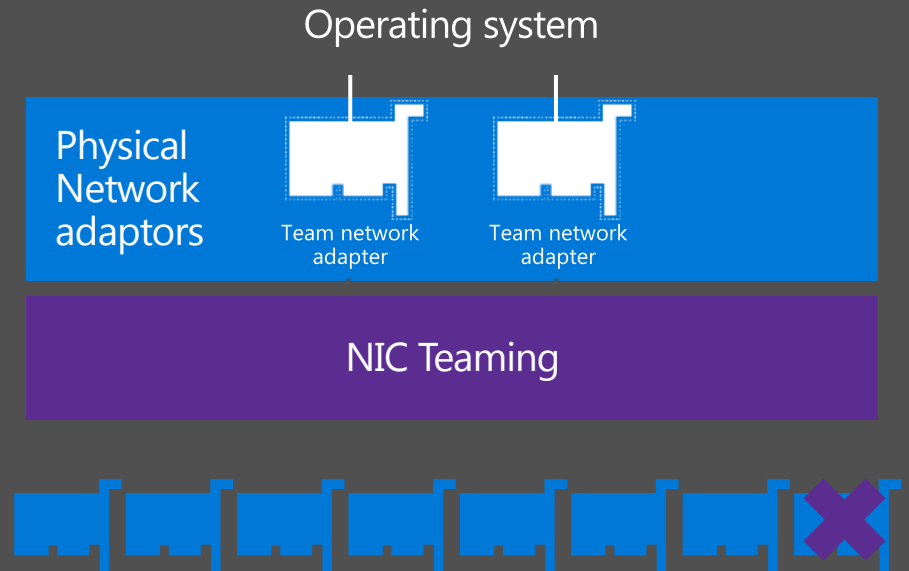 Operating system
Physical
Network
adaptors
Team network
adapter
Team network
adapter
NIC Teaming